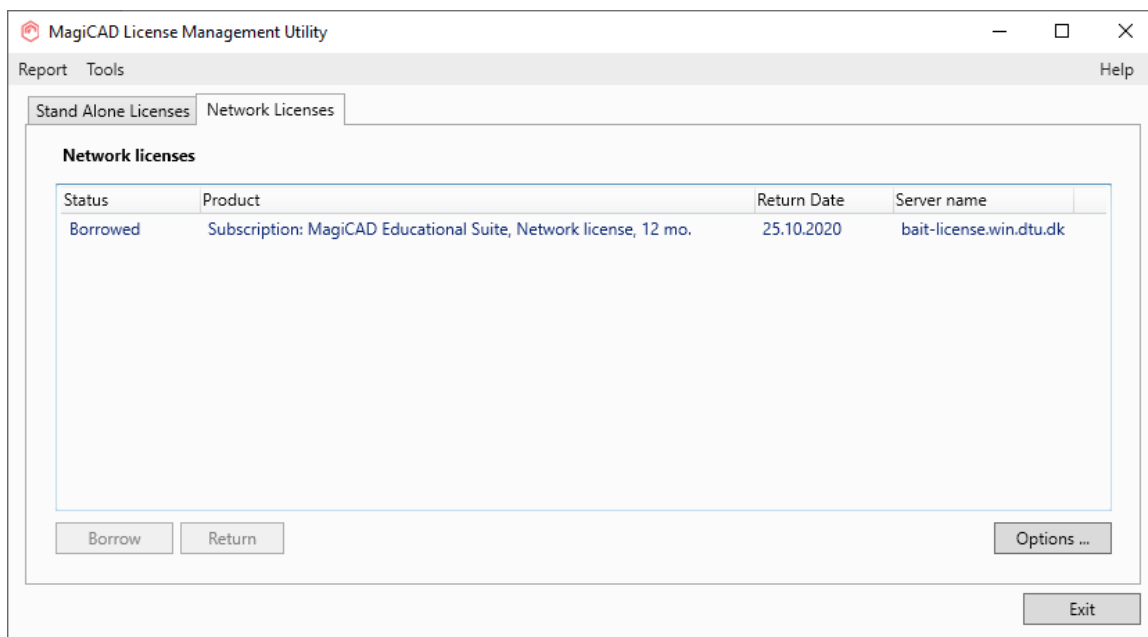 MagiCAD License Management Utility
Report Tools Help
Stand Alone Licenses Network Licenses
Network licenses
Status Product Return Date Server name
Borrowed Subscription: MagiCAD Educational Suite, Network license, 12 mo. 25.10.2020 bait-license.win.dtu.dk
Borrow Return Options ...
Exit